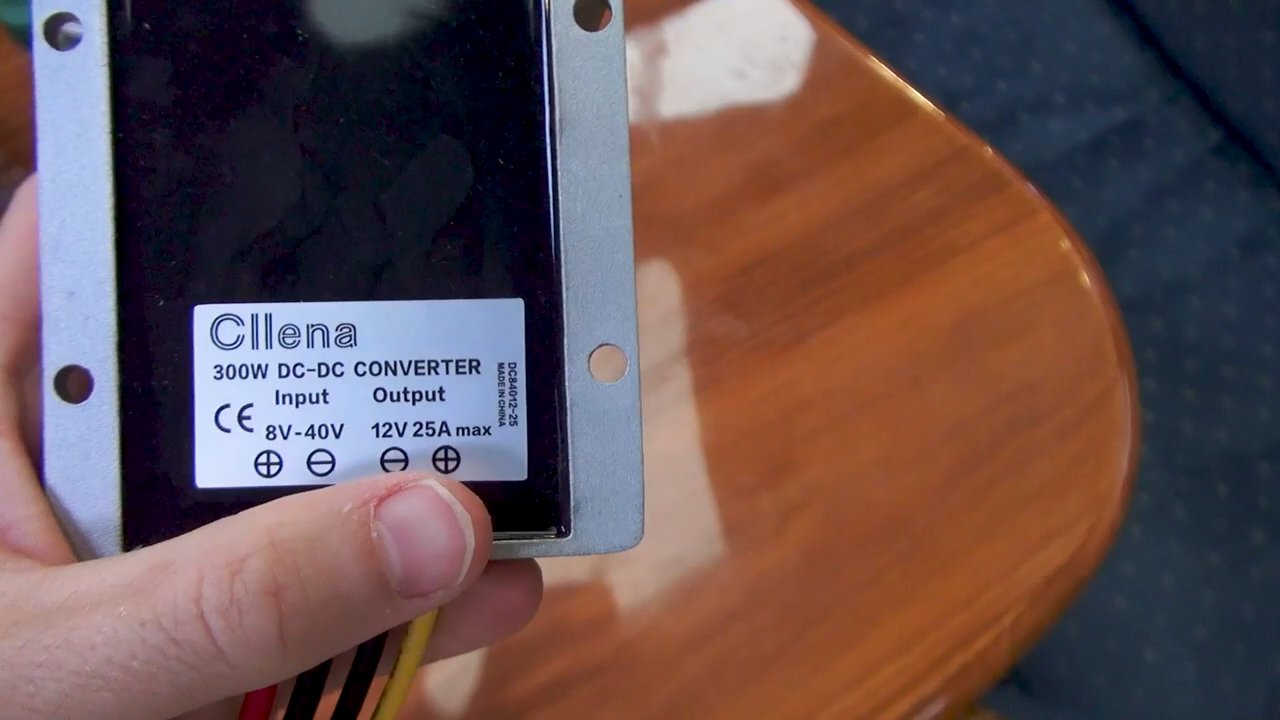 Cllena
300W DC-DC CONVERTER
Input Output
CE 8V-40V 12V 25A max
⊕ ⊖ ⊖ ⊕
DC84012-25
MADE IN CHINA